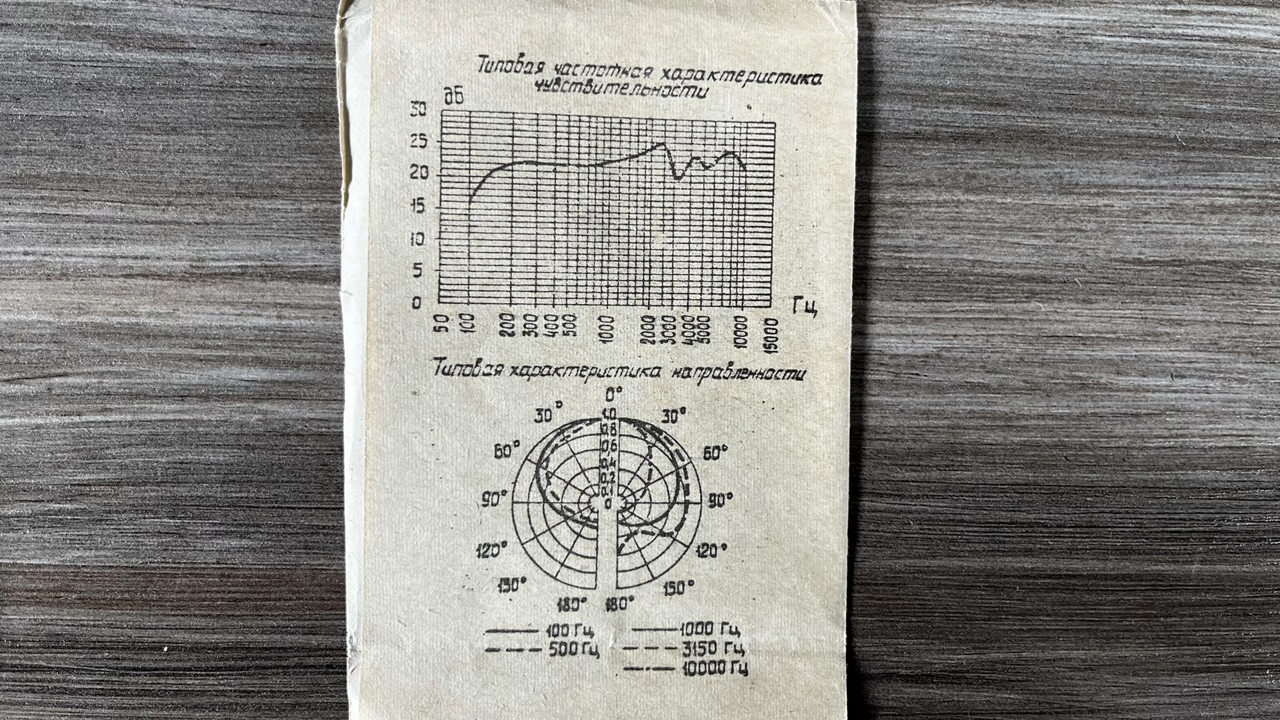 Типовая частотная характеристика
чувствительности
дБ
30
25
20
15
10
5
0
Гц
50 100 200 300 400 500 1000 2000 3000 4000 5000 10000 15000
Типовая характеристика направленности
0°
30° 1.0 30°
0.8
60° 0.6 60°
0.4
0.2
0.1
90° 0 90°
120° 120°
150° 150°
180° 180°
100 Гц 1000 Гц
500 Гц 3150 Гц
10000 Гц